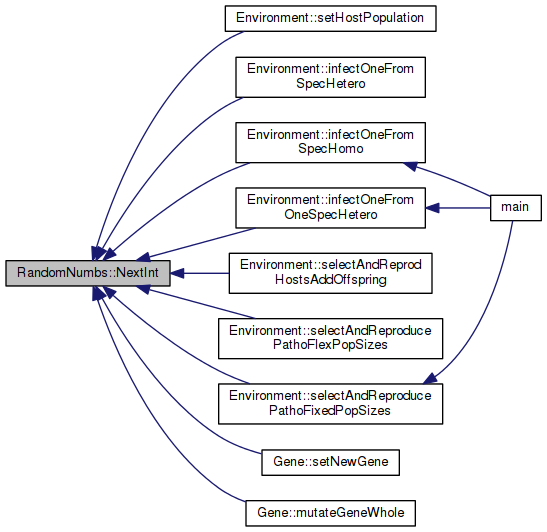 Environment::setHostPopulation
Environment::infectOneFrom
SpecHetero
Environment::infectOneFrom
SpecHomo
Environment::infectOneFrom
OneSpecHetero
main
RandomNumbs::NextInt
Environment::selectAndReprod
HostsAddOffspring
Environment::selectAndReproduce
PathoFlexPopSizes
Environment::selectAndReproduce
PathoFixedPopSizes
Gene::setNewGene
Gene::mutateGeneWhole